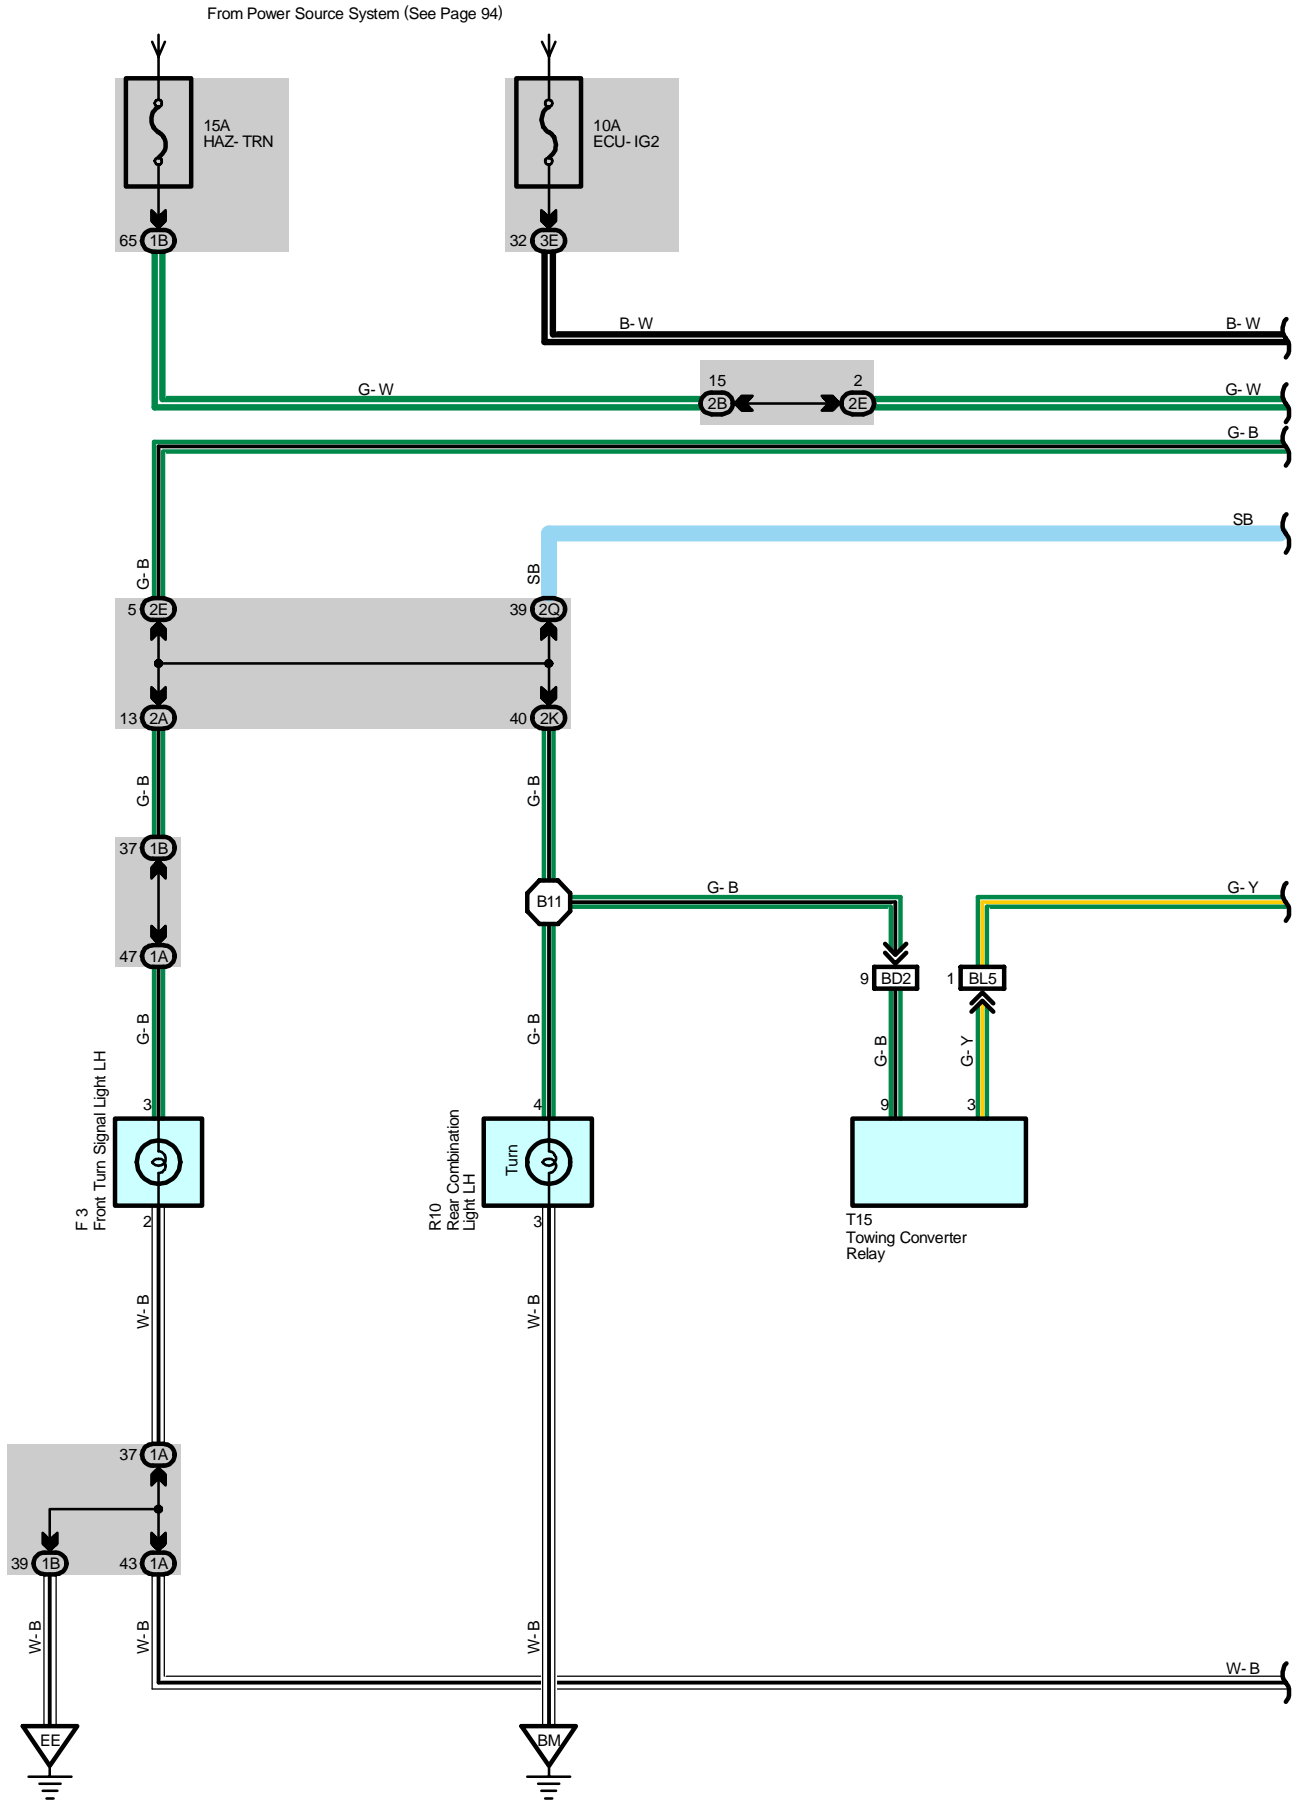 From Power Source System (See Page 94)
15A
HAZ- TRN
10A
ECU- IG2
65 1B
32 3E
B- W
B- W
G- W
15
2
2B
2E
G- W
G- B
SB
G- B
SB
5 2E
39 2Q
13 2A
40 2K
G- B
G- B
37 1B
B11
G- B
G- Y
47 1A
9 BD2
1 BL5
G- B
G- B
G- B
G- Y
3
4
9
3
F 3
Front Turn Signal Light LH
R10
Rear Combination
Light LH
Turn
2
3
T15
Towing Converter
Relay
W- B
W- B
37 1A
39 1B
43 1A
W- B
W- B
W- B
W- B
EE
BM